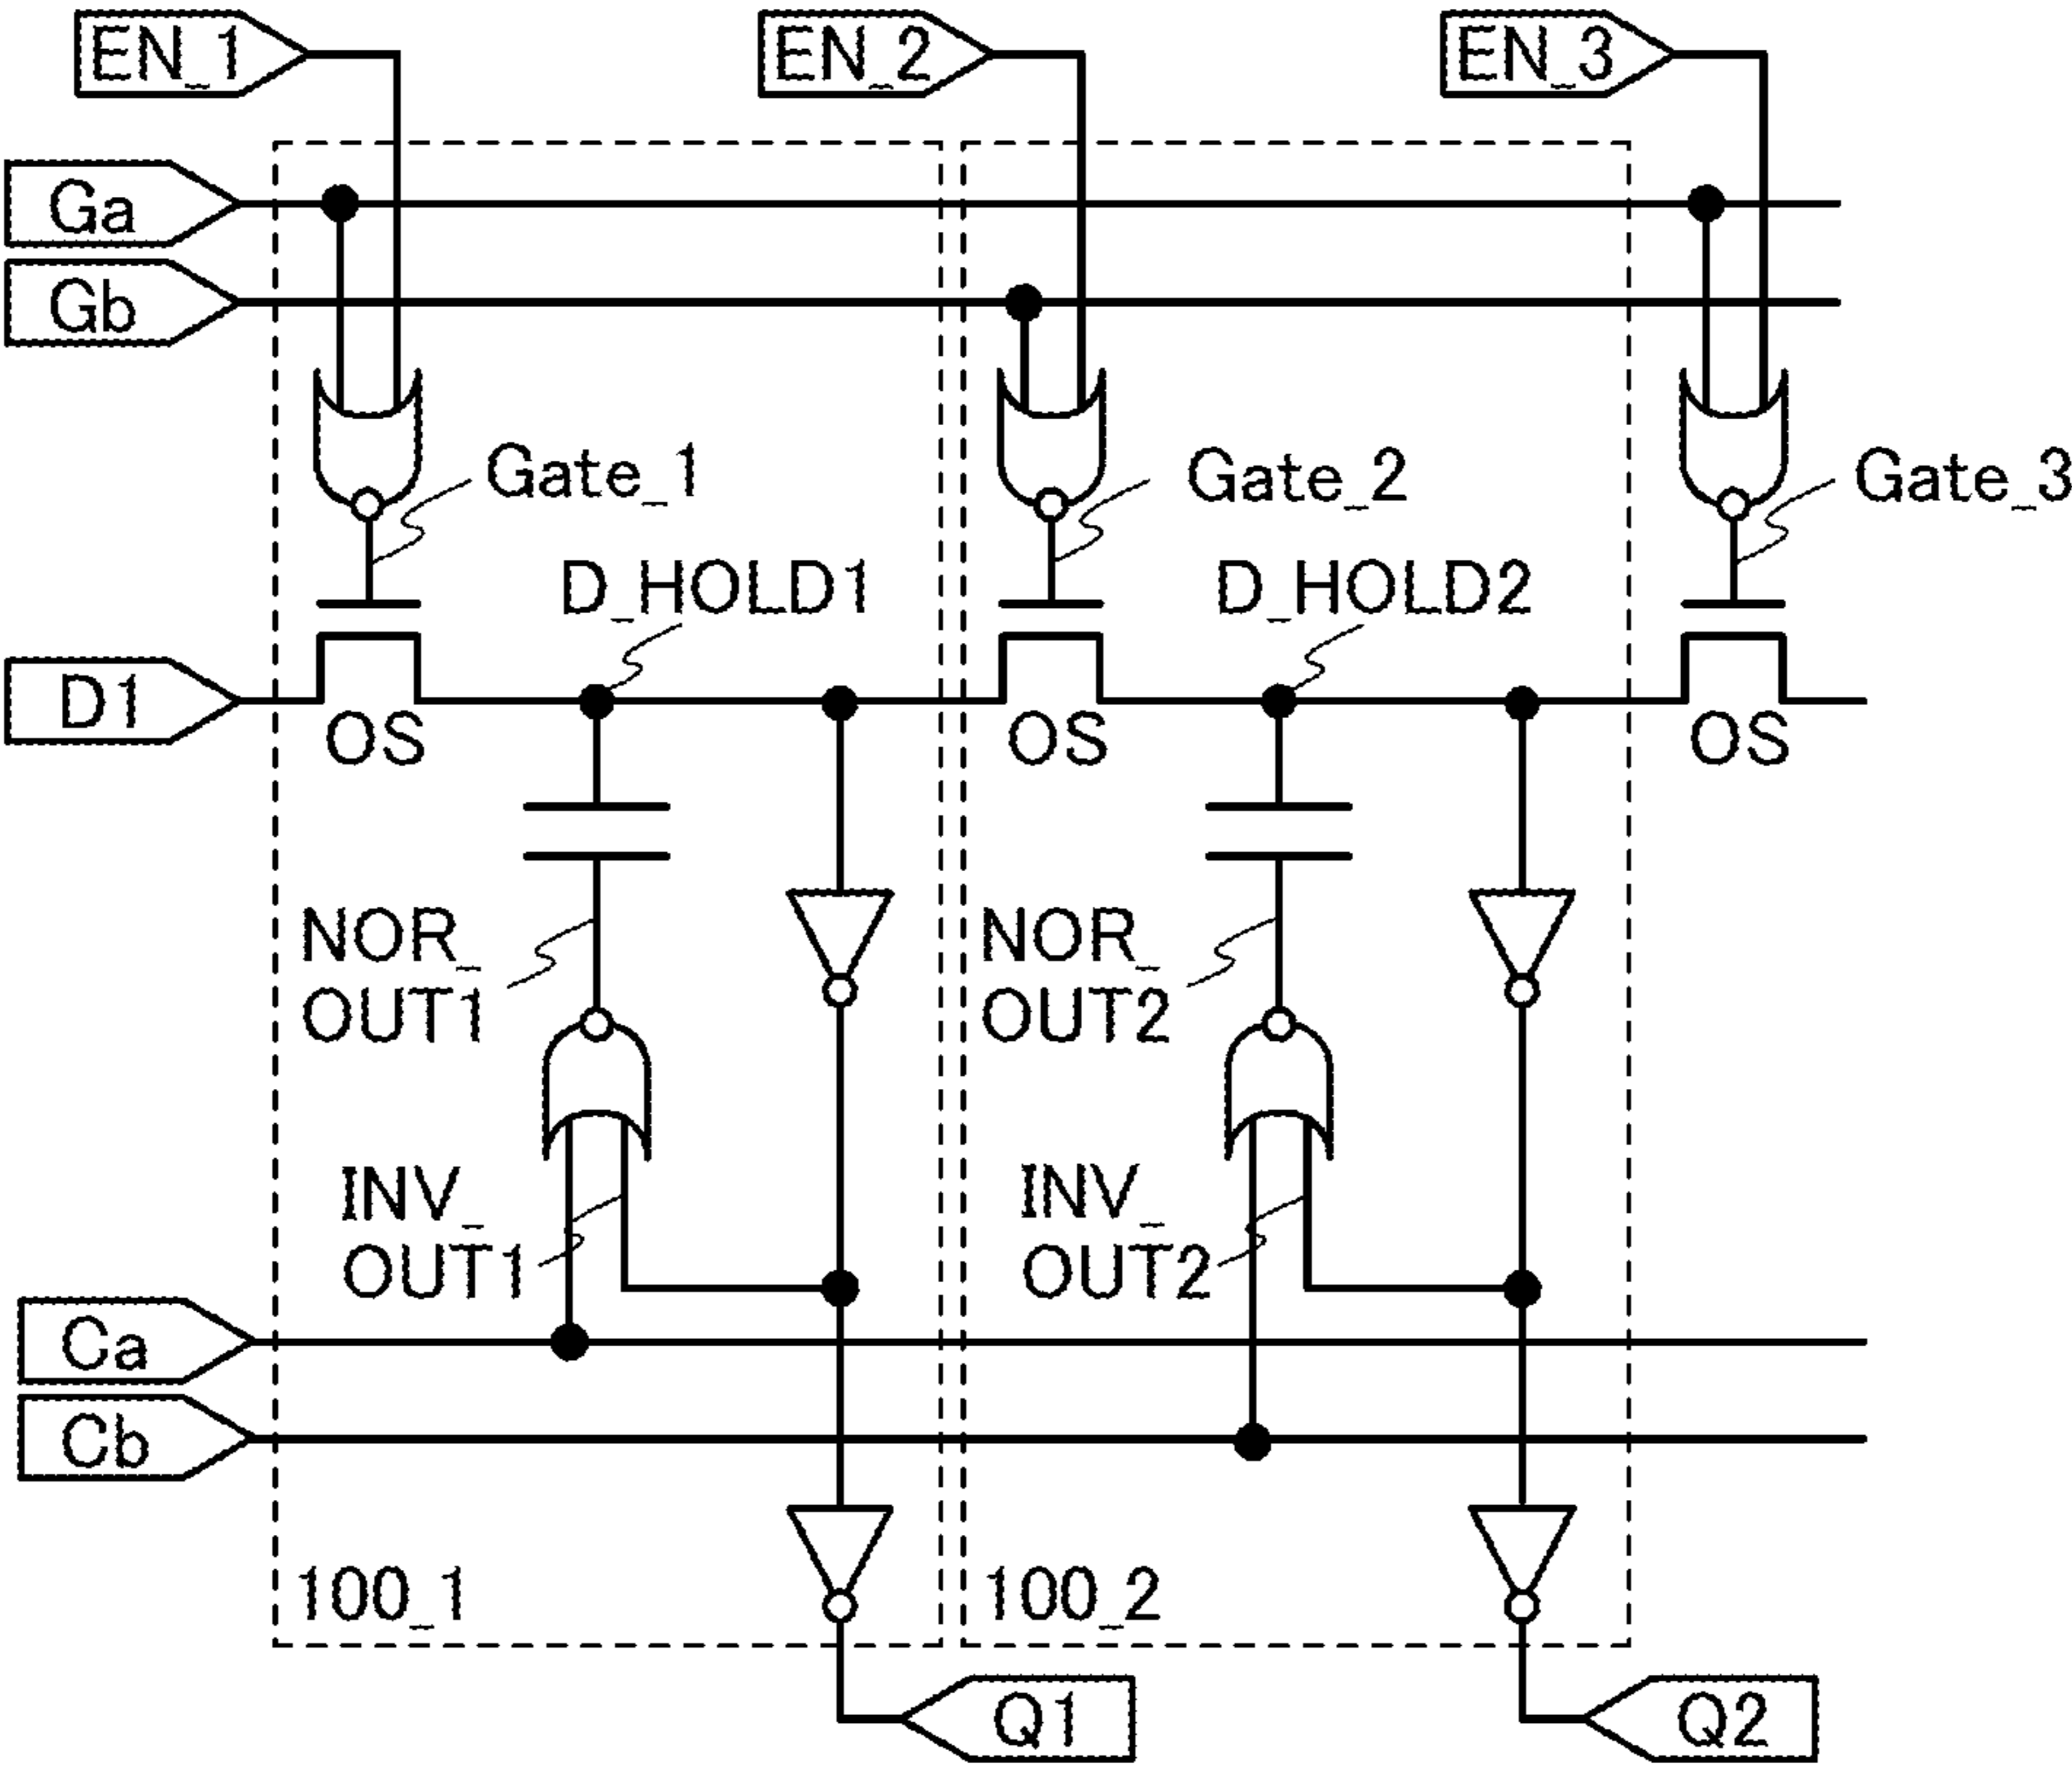 EN_1
EN_2
EN_3
Ga
Gb
Gate_1
Gate_2
Gate_3
D_HOLD1
D_HOLD2
D1
OS
OS
OS
NOR_
OUT1
NOR_
OUT2
INV_
OUT1
INV_
OUT2
Ca
Cb
100_1
100_2
Q1
Q2